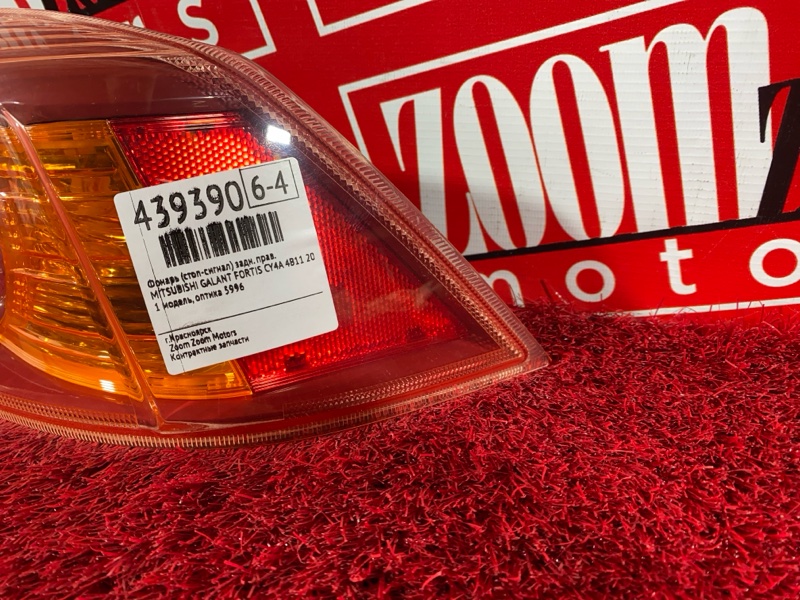 ZOOM
moto
439390 6-4
Фонарь (стоп-сигнал) задн. прав.
MITSUBISHI GALANT FORTIS CY4A 4B11 20
1 модель, оптика 5996
г.Красноярск
Zoom Zoom Motors
Контрактные запчасти